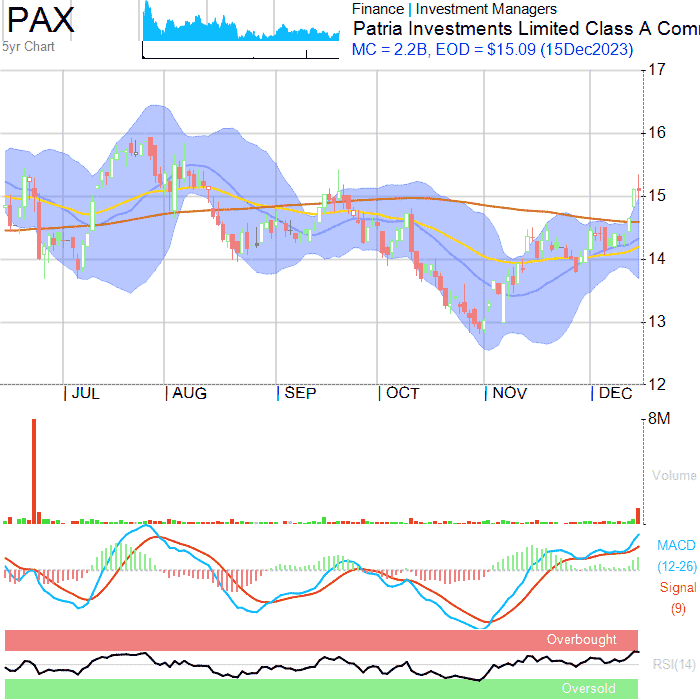 PAX
5yr Chart
Finance | Investment Managers
Patria Investments Limited Class A Com
MC = 2.2B, EOD = $15.09 (15Dec2023)
17
16
15
14
13
12
JUL AUG SEP OCT NOV DEC
8M
Volume
MACD
(12-26)
Signal
(9)
Overbought
RSI(14)
Oversold